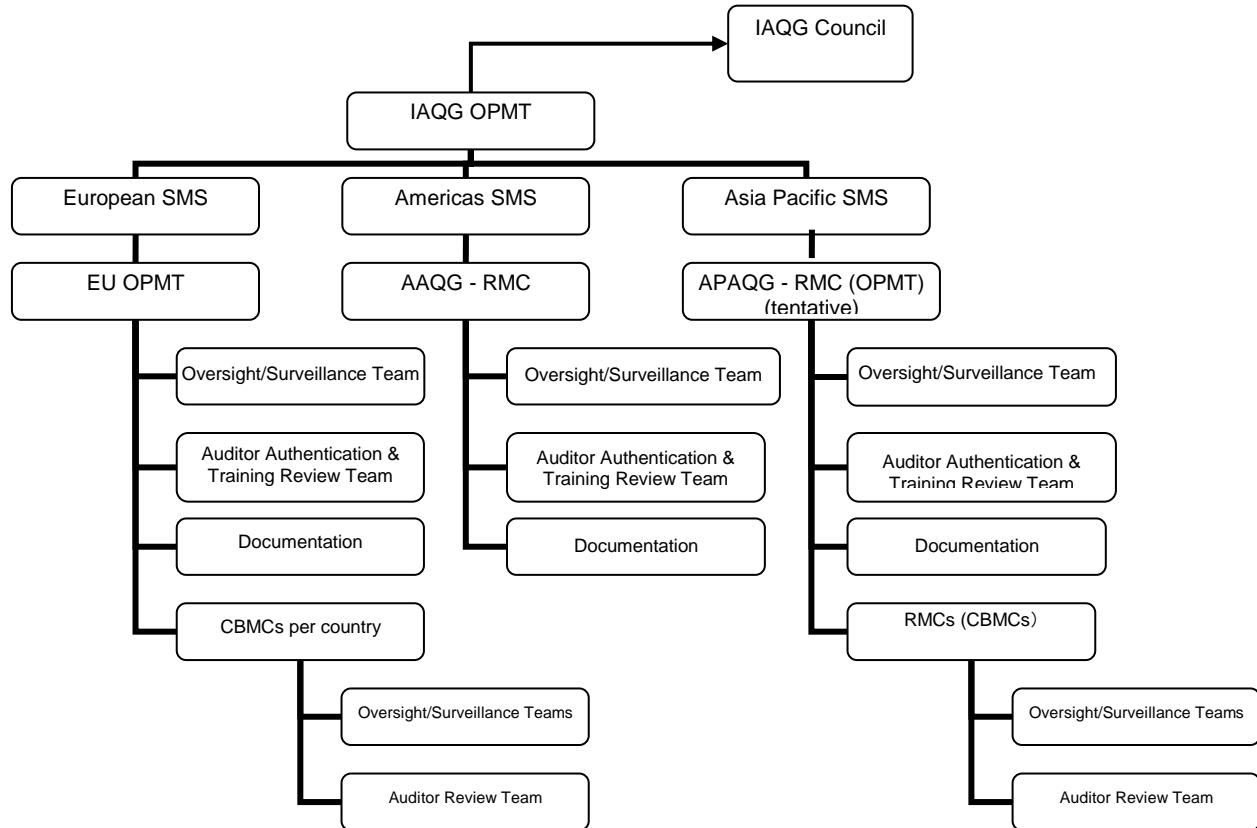 IAQG Council
IAQG OPMT
European SMS
Americas SMS
Asia Pacific SMS
EU OPMT
AAQG - RMC
APAQG - RMC (OPMT)
(tentative)
Oversight/Surveillance Team
Oversight/Surveillance Team
Oversight/Surveillance Team
Auditor Authentication &
Training Review Team
Auditor Authentication &
Training Review Team
Auditor Authentication &
Training Review Team
Documentation
Documentation
Documentation
CBMCs per country
RMCs (CBMCs）
Oversight/Surveillance Teams
Oversight/Surveillance Teams
Auditor Review Team
Auditor Review Team